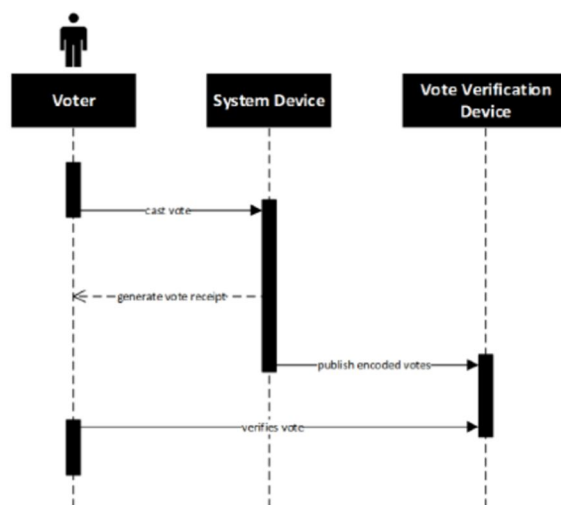 Voter
System Device
Vote Verification
Device
cast vote
generate vote receipt
publish encoded votes
verifies vote